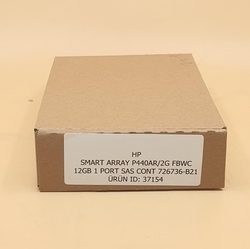 HP
SMART ARRAY P440AR/2G FBWC
12GB 1 PORT SAS CONT 726736-B21
ÜRÜN ID: 37154